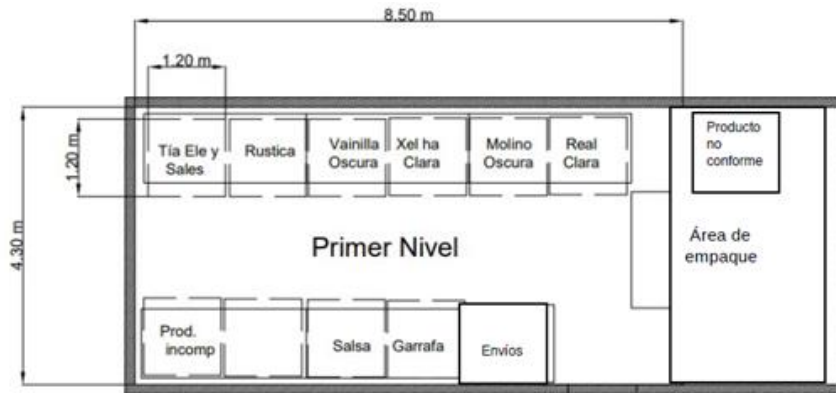 8.50 m
1.20 m
1.20 m
4.30 m
Tía Ele y
Sales
Rustica
Vainilla
Oscura
Xel ha
Clara
Molino
Oscura
Real
Clara
Producto
no
conforme
Primer Nivel
Área de
empaque
Prod.
incomp
Salsa
Garrafa
Envíos